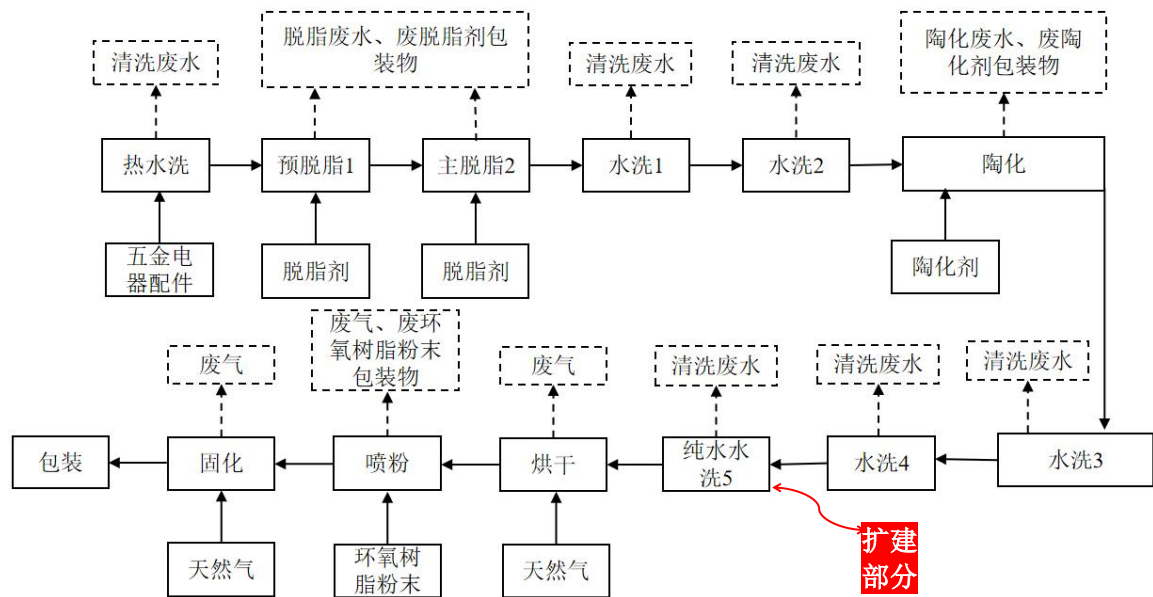 清洗废水
脱脂废水、废脱脂剂包
装物
清洗废水
清洗废水
陶化废水、废陶
化剂包装物
热水洗
预脱脂1
主脱脂2
水洗1
水洗2
陶化
五金电
器配件
脱脂剂
脱脂剂
陶化剂
废气
废气、废环
氧树脂粉末
包装物
废气
清洗废水
清洗废水
清洗废水
包装
固化
喷粉
烘干
纯水水
洗5
水洗4
水洗3
天然气
环氧树
脂粉末
天然气
扩建
部分